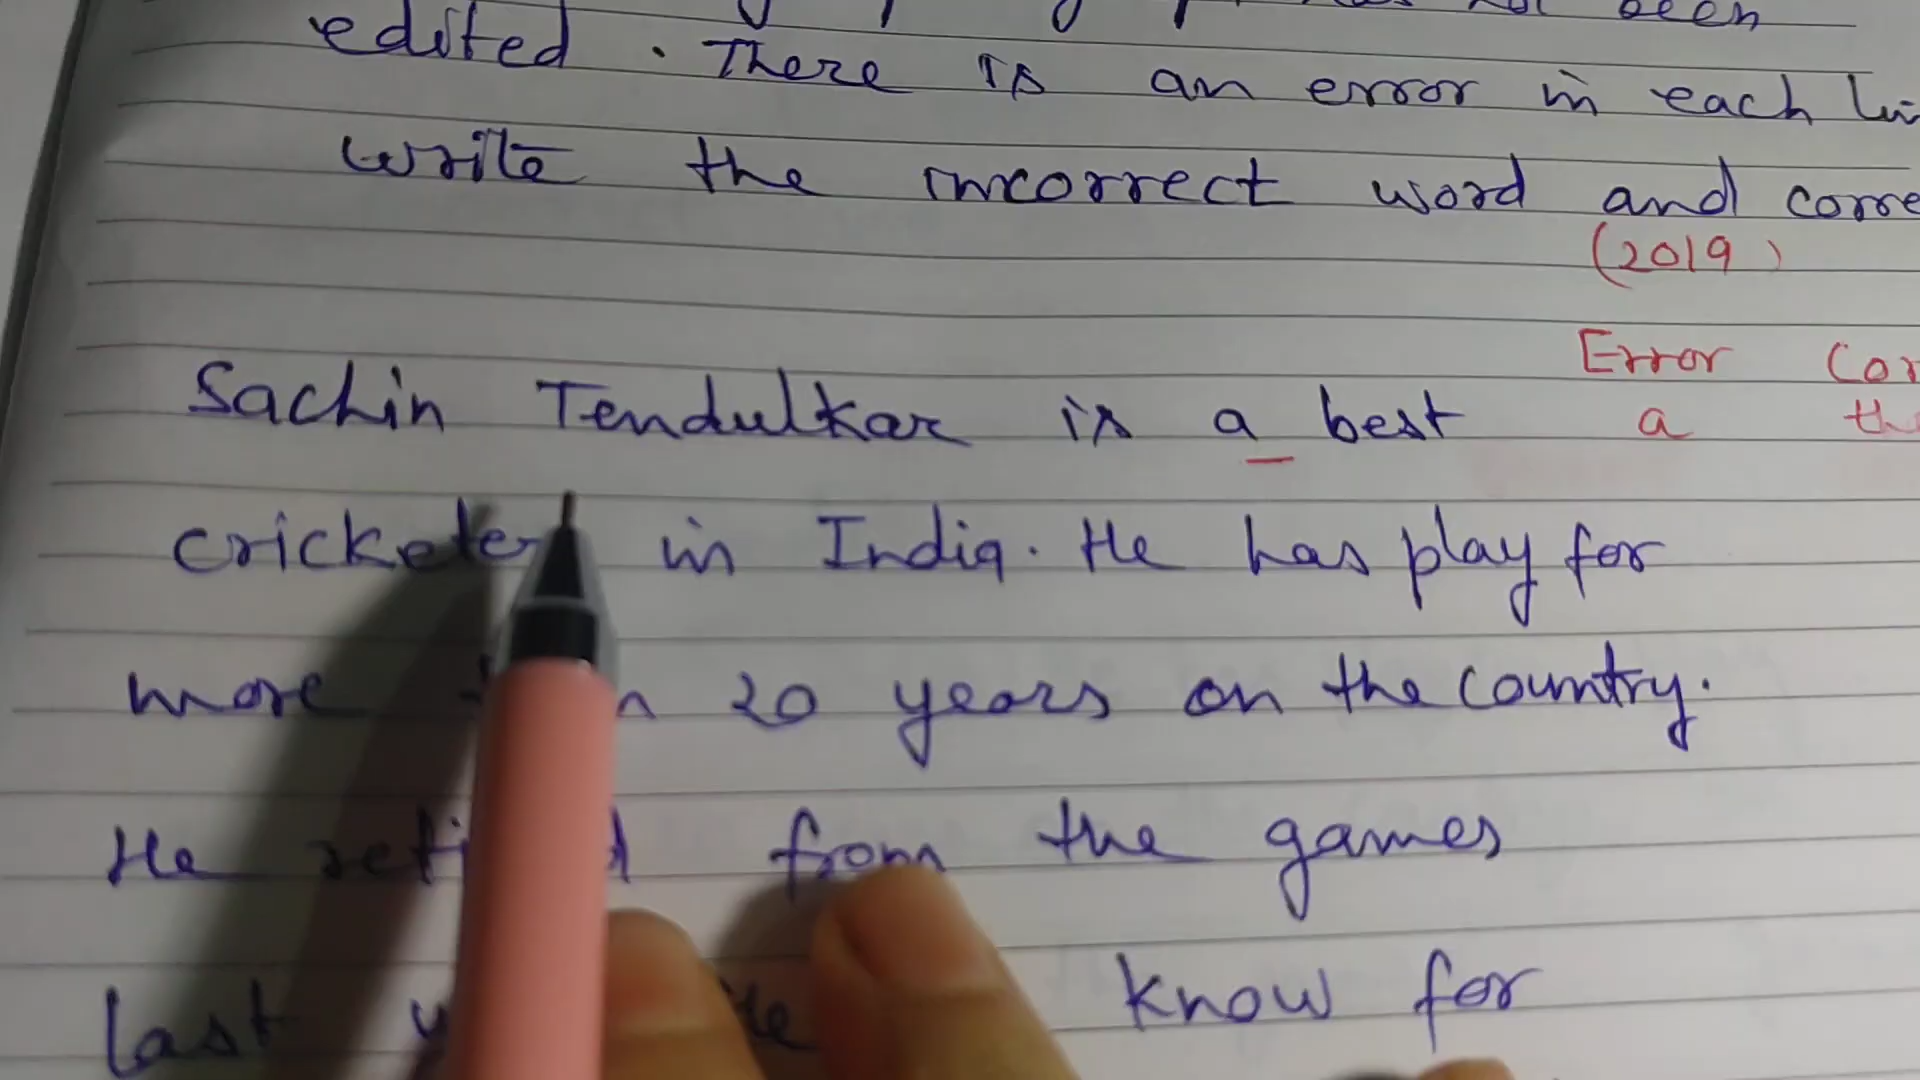 been
edited. There is an error in each
write the incorrect word and
(2019)
Error
Sachin Tendulkar is a best a
cricketer in India. He has play for
more 20 years on the country.
He from the games
last know for